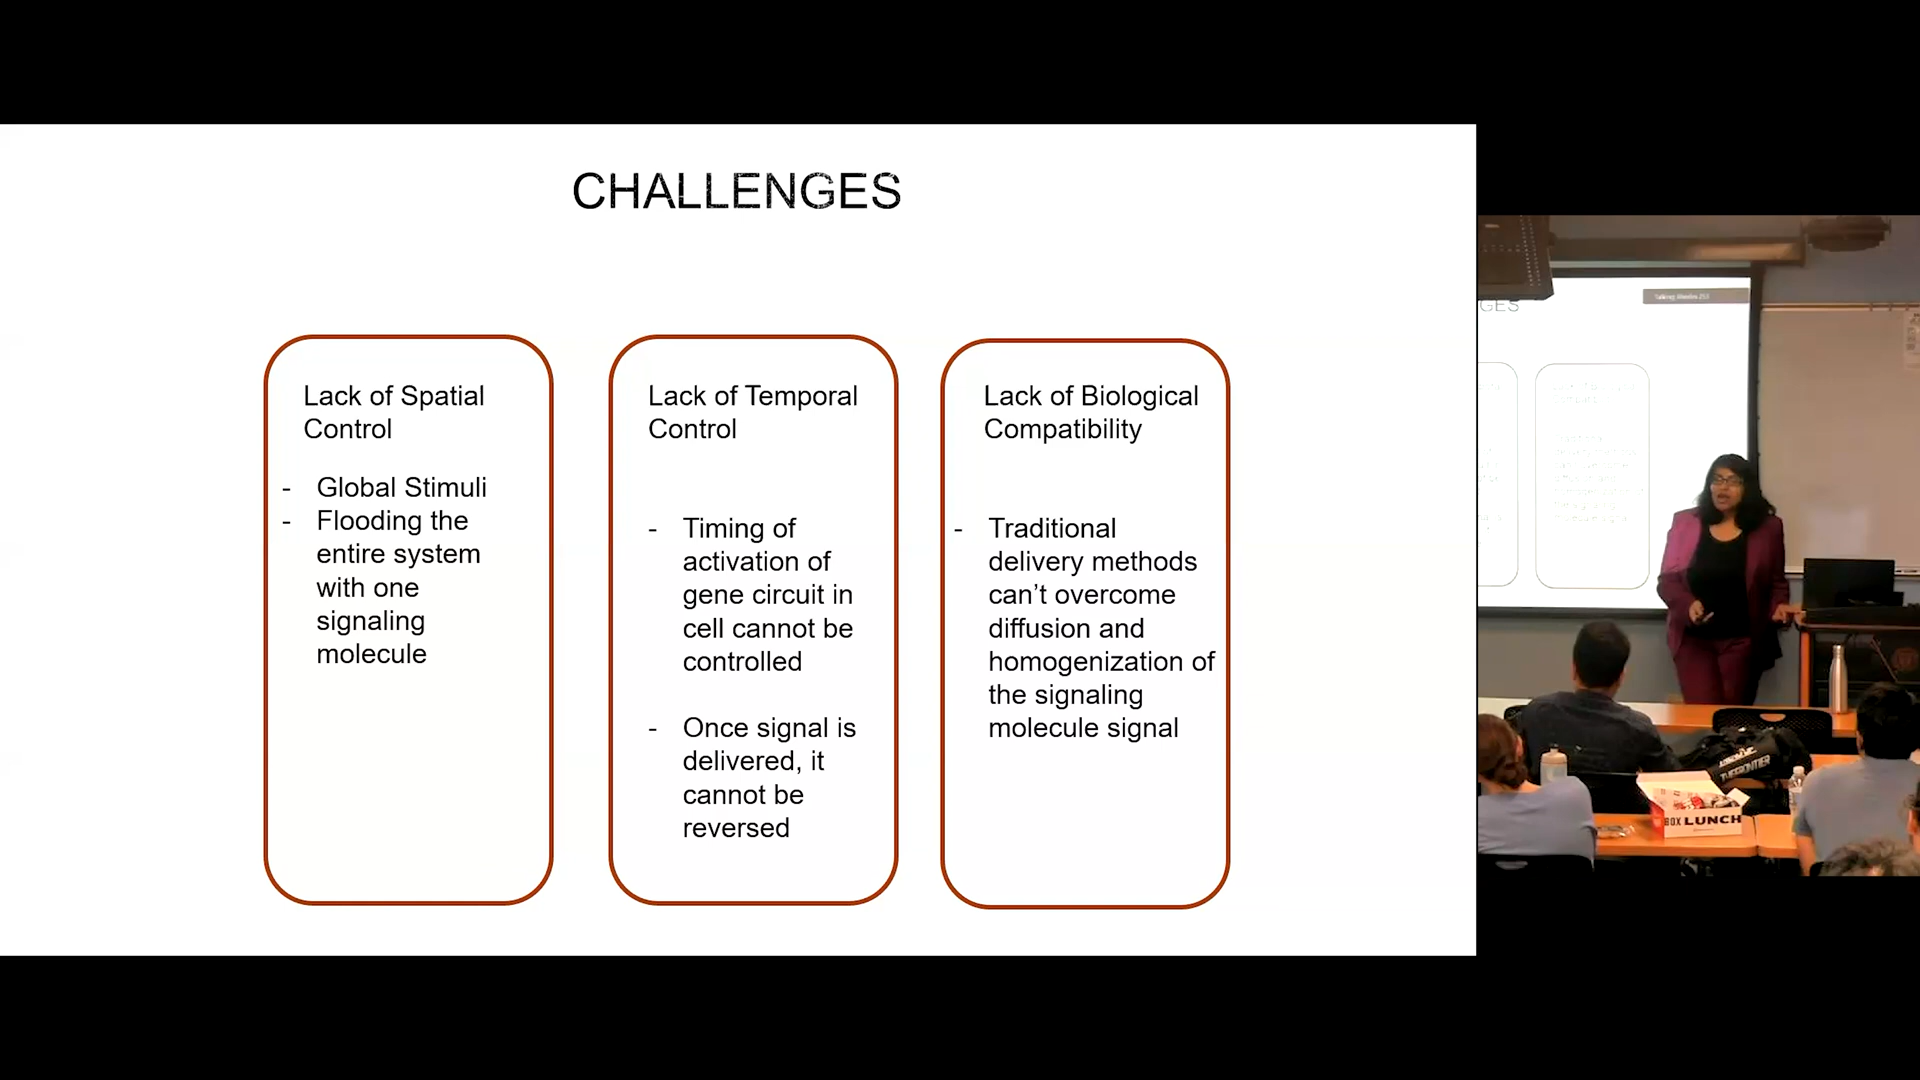 CHALLENGES
Lack of Spatial
Control
- Global Stimuli
- Flooding the
entire system
with one
signaling
molecule
Lack of Temporal
Control
- Timing of
activation of
gene circuit in
cell cannot be
controlled
- Once signal is
delivered, it
cannot be
reversed
Lack of Biological
Compatibility
- Traditional
delivery methods
can’t overcome
diffusion and
homogenization of
the signaling
molecule signal
GES
BOX LUNCH